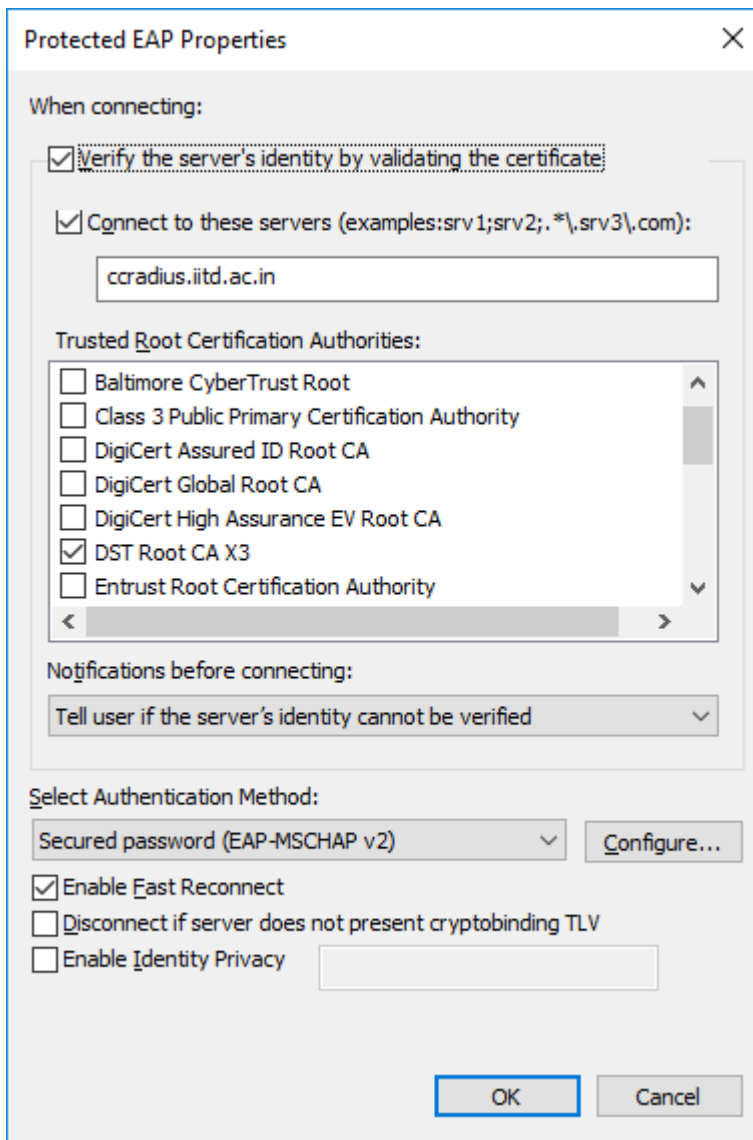 Protected EAP Properties
When connecting:
Verify the server's identity by validating the certificate
Connect to these servers (examples:srv1;srv2;.*\.srv3\.com):
ccradius.iitd.ac.in
Trusted Root Certification Authorities:
Baltimore CyberTrust Root
Class 3 Public Primary Certification Authority
DigiCert Assured ID Root CA
DigiCert Global Root CA
DigiCert High Assurance EV Root CA
DST Root CA X3
Entrust Root Certification Authority
Notifications before connecting:
Tell user if the server’s identity cannot be verified
Select Authentication Method:
Secured password (EAP-MSCHAP v2)
Configure...
Enable Fast Reconnect
Disconnect if server does not present cryptobinding TLV
Enable Identity Privacy
OK
Cancel